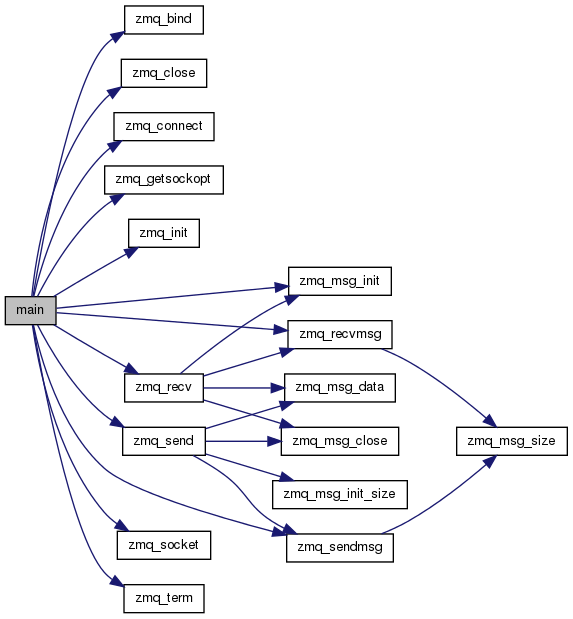 zmq_bind
zmq_close
zmq_connect
zmq_getsockopt
zmq_init
zmq_msg_init
main
zmq_recvmsg
zmq_recv
zmq_msg_data
zmq_send
zmq_msg_close
zmq_msg_size
zmq_msg_init_size
zmq_socket
zmq_sendmsg
zmq_term